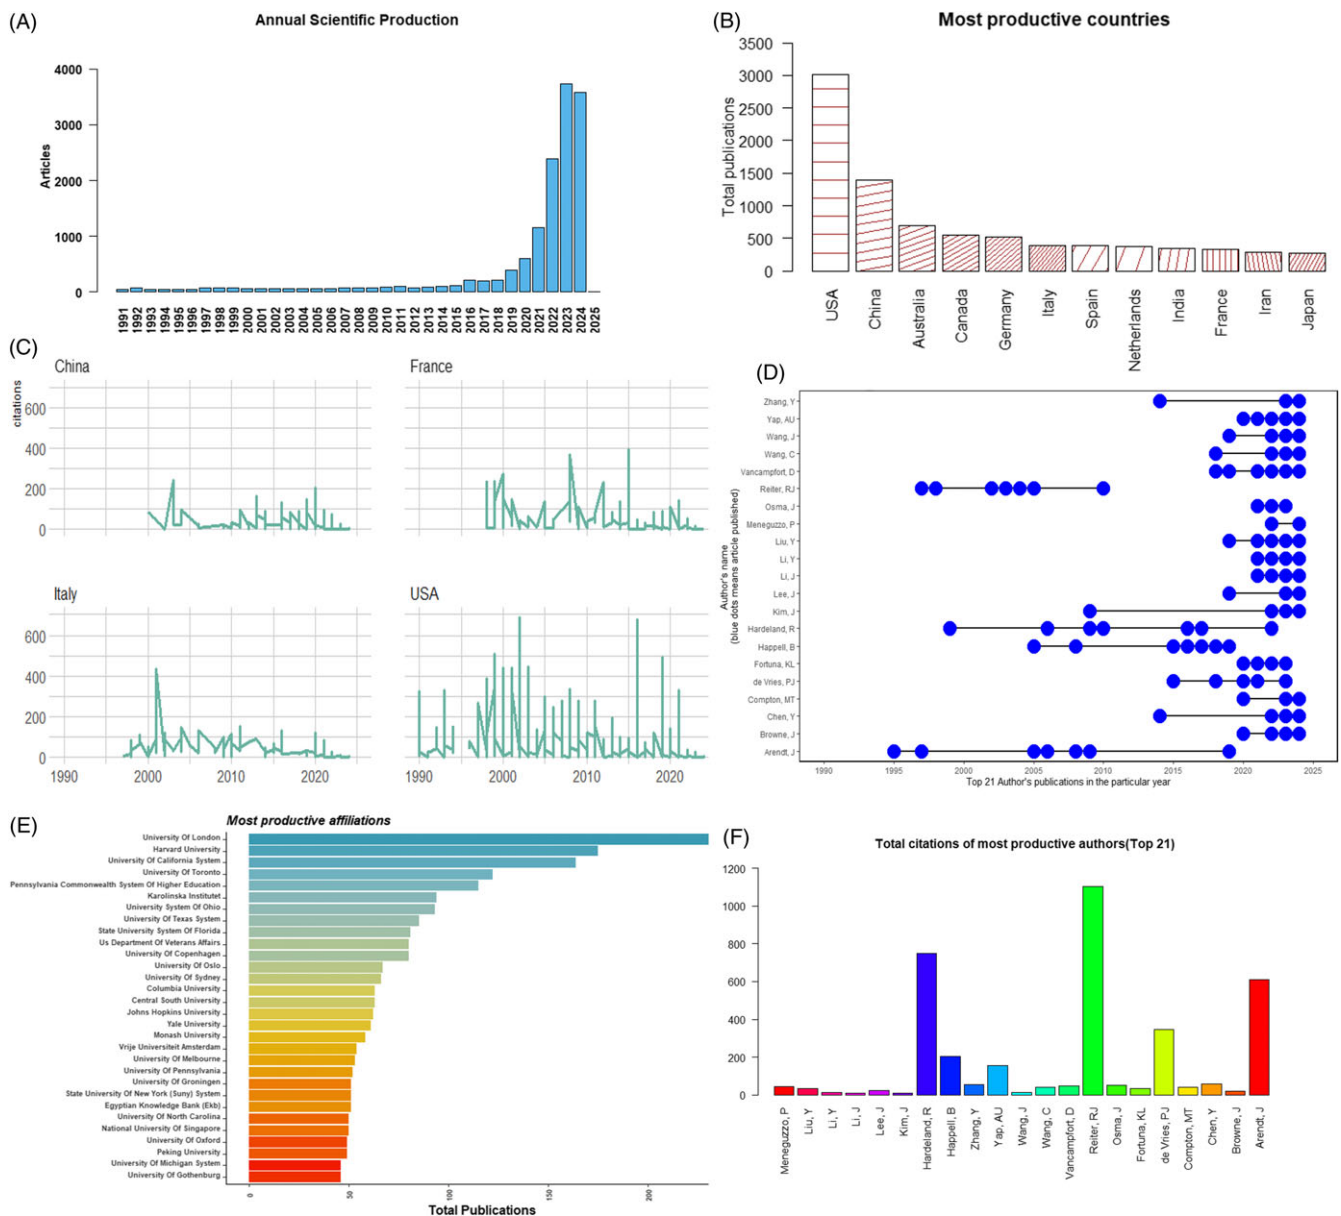 (A)
Annual Scientific Production
Articles
4000
3000
2000
1000
0
1991 1992 1993 1994 1995 1996 1997 1998 1999 2000 2001 2002 2003 2004 2005 2006 2007 2008 2009 2010 2011 2012 2013 2014 2015 2016 2017 2018 2019 2020 2021 2022 2023 2024 2025
(B)
Most productive countries
Total publications
3500
3000
2500
2000
1500
1000
500
0
USA China Australia Canada Germany Italy Spain Netherlands India France Iran Japan
(C)
citations
China
France
600
400
200
0
Italy
USA
600
400
200
0
1990 2000 2010 2020 1990 2000 2010 2020
(D)
Author's name
(blue dots means article published)
Zhang, Y
Yap, AU
Wang, J
Wang, C
Vancampfort, D
Reiter, RJ
Osma, J
Meneguzzo, P
Liu, Y
Li, Y
Li, J
Lee, J
Kim, J
Hardeland, R
Happell, B
Fortuna, KL
de Vries, PJ
Compton, MT
Chen, Y
Browne, J
Arendt, J
1990 1995 2000 2005 2010 2015 2020 2025
Top 21 Author's publications in the particular year
(E)
Most productive affiliations
University Of London
Harvard University
University Of California System
University Of Toronto
Pennsylvania Commonwealth System Of Higher Education
Karolinska Institutet
University System Of Ohio
University Of Texas System
State University System Of Florida
Us Department Of Veterans Affairs
University Of Copenhagen
University Of Oslo
University Of Sydney
Columbia University
Central South University
Johns Hopkins University
Yale University
Monash University
Vrije Universiteit Amsterdam
University Of Melbourne
University Of Pennsylvania
University Of Groningen
State University Of New York (Suny) System
Egyptian Knowledge Bank (Ekb)
University Of North Carolina
National University Of Singapore
University Of Oxford
Peking University
University Of Michigan System
University Of Gothenburg
0 50 100 150 200
Total Publications
(F)
Total citations of most productive authors(Top 21)
1200
1000
800
600
400
200
0
Meneguzzo, P Liu, Y Li, Y Li, J Lee, J Kim, J Hardeland, R Happell, B Zhang, Y Yap, AU Wang, J Wang, C Vancampfort, D Reiter, RJ Osma, J Fortuna, KL de Vries, PJ Compton, MT Chen, Y Browne, J Arendt, J